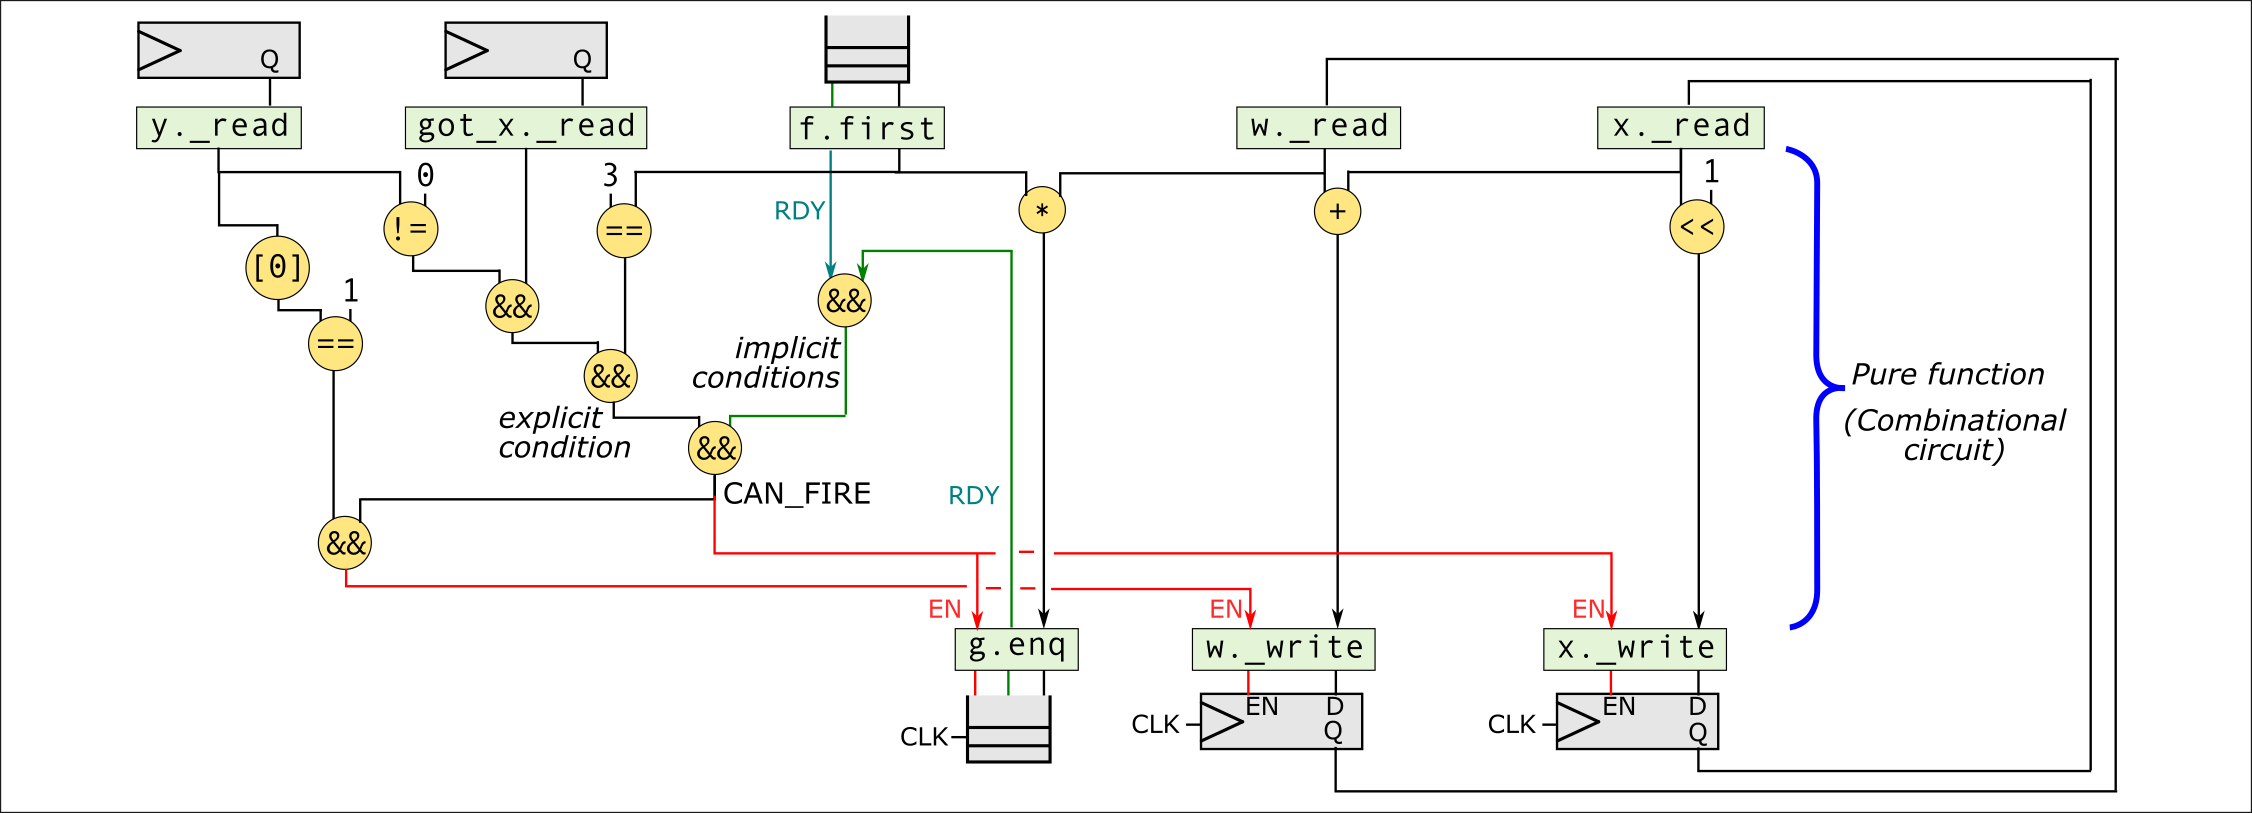 Q
Q
y._read
got_x._read
f.first
w._read
x._read
0
3
1
RDY
*
+
!=
==
<<
[0]
1
&&
&&
==
implicit
conditions
&&
Pure function
(Combinational
circuit)
explicit
condition
&&
CAN_FIRE
RDY
&&
EN
EN
EN
g.enq
w._write
x._write
CLK
CLK
EN
D
Q
CLK
EN
D
Q